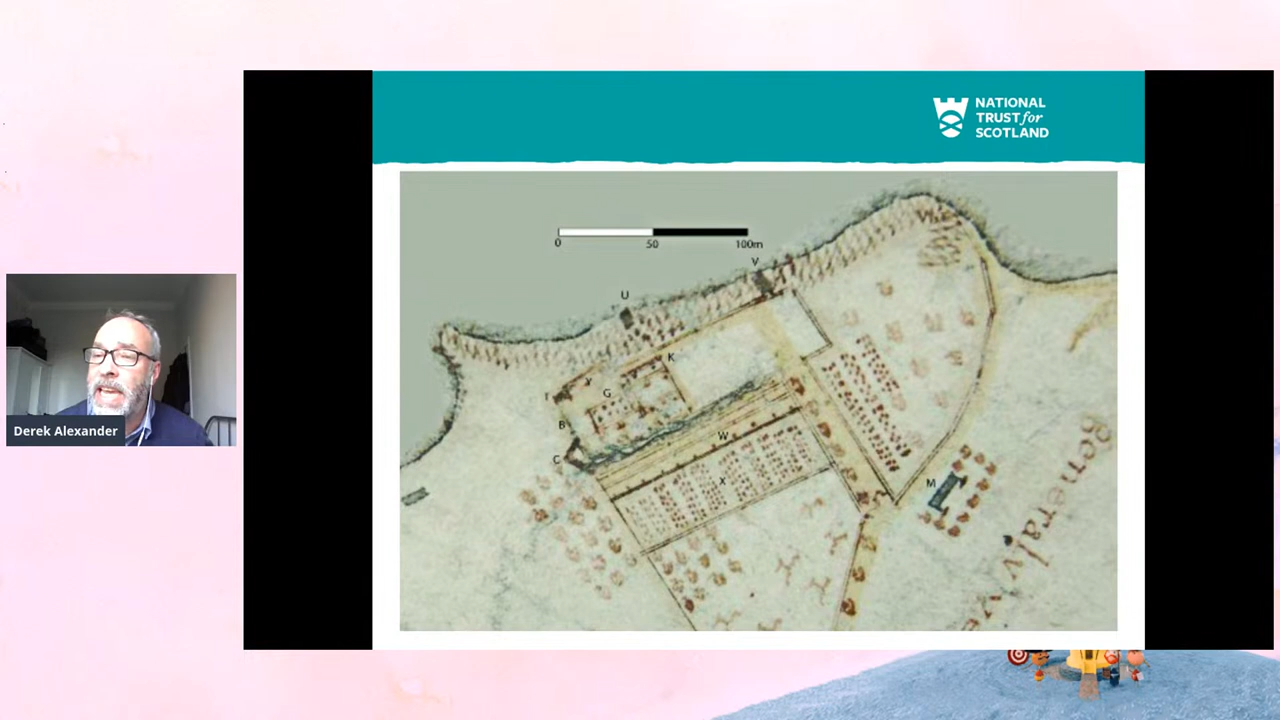 NATIONAL
TRUST for
SCOTLAND
0 50 100m
V
U
K
G
B
W
C
X
M
Derek Alexander